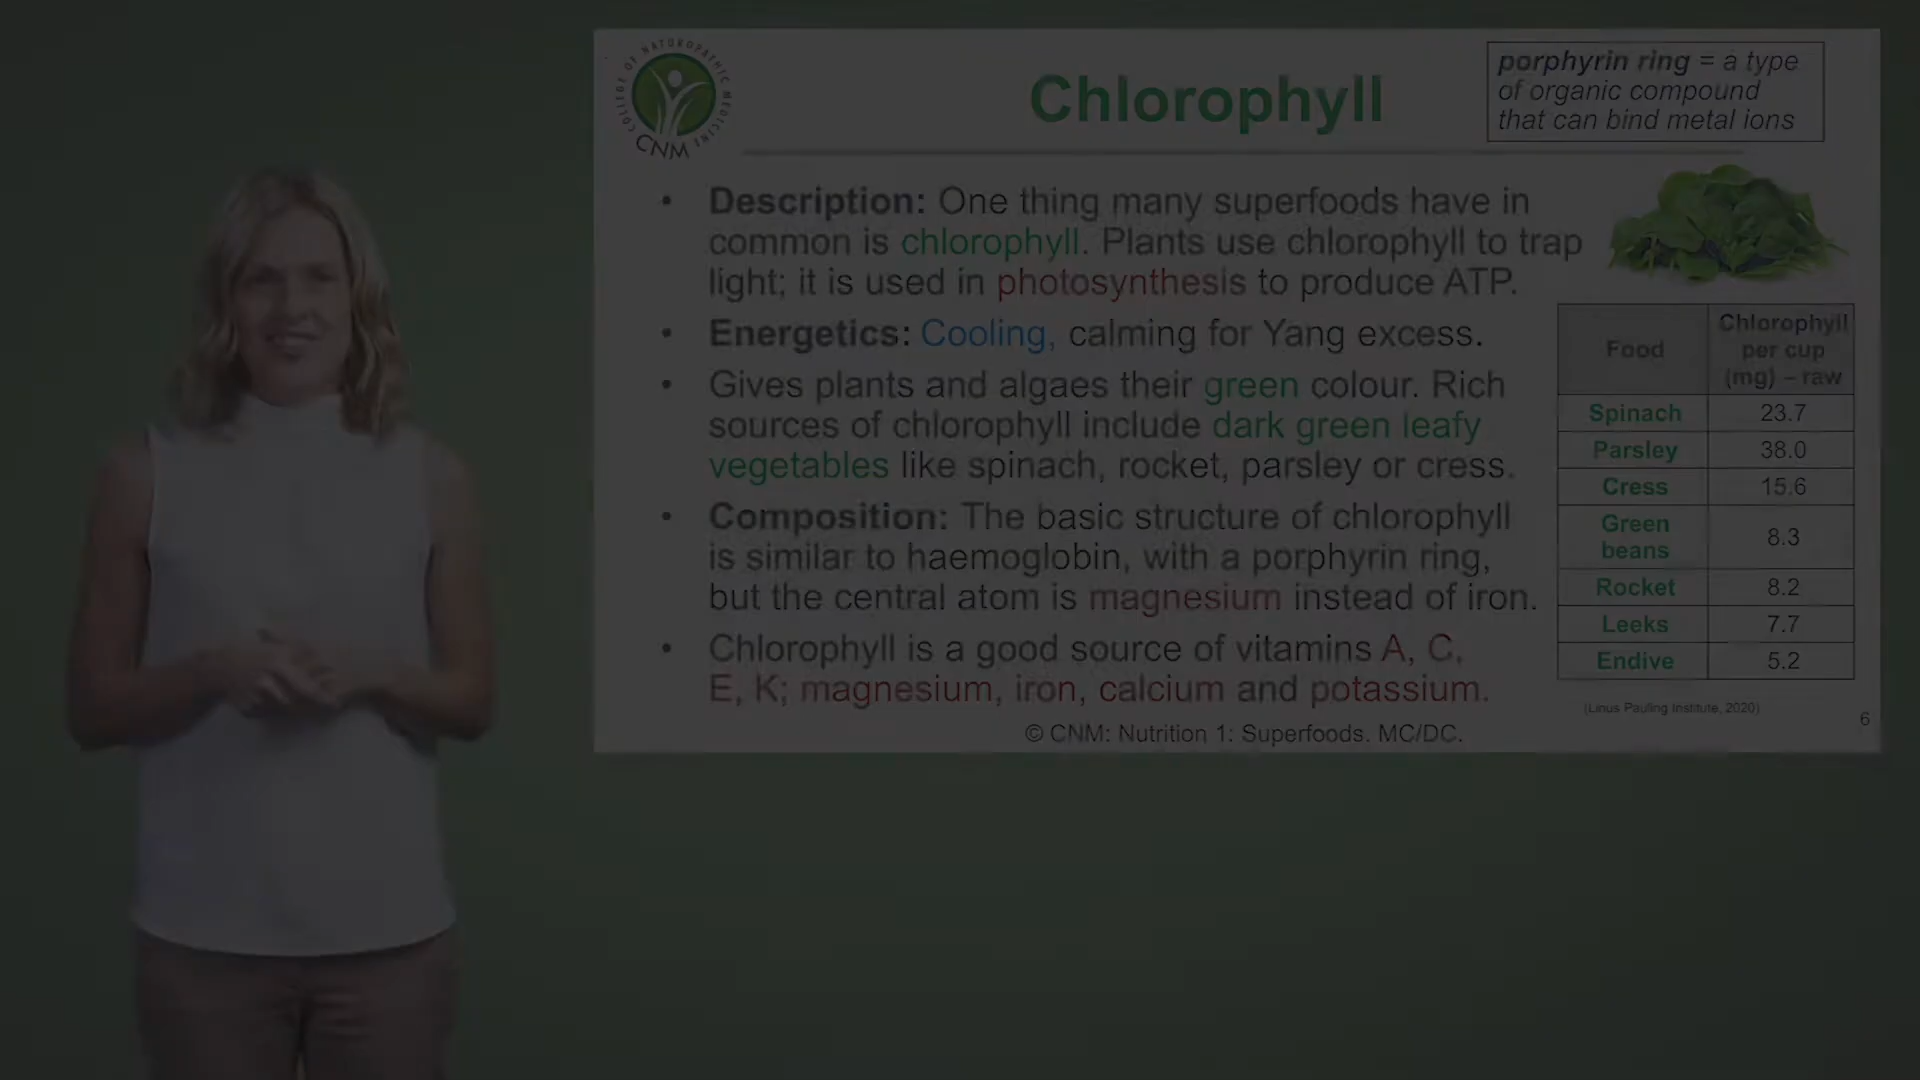 COLLEGE OF NATUROPATHIC MEDICINE
CNM
Chlorophyll
porphyrin ring = a type
of organic compound
that can bind metal ions
• Description: One thing many superfoods have in
common is chlorophyll. Plants use chlorophyll to trap
light; it is used in photosynthesis to produce ATP.
• Energetics: Cooling, calming for Yang excess.
• Gives plants and algaes their green colour. Rich
sources of chlorophyll include dark green leafy
vegetables like spinach, rocket, parsley or cress.
• Composition: The basic structure of chlorophyll
is similar to haemoglobin, with a porphyrin ring,
but the central atom is magnesium instead of iron.
• Chlorophyll is a good source of vitamins A, C,
E, K; magnesium, iron, calcium and potassium.
Food
Chlorophyll
per cup
(mg) – raw
Spinach 23.7
Parsley 38.0
Cress 15.6
Green
beans 8.3
Rocket 8.2
Leeks 7.7
Endive 5.2
(Linus Pauling Institute, 2020)
© CNM: Nutrition 1: Superfoods. MC/DC.
6